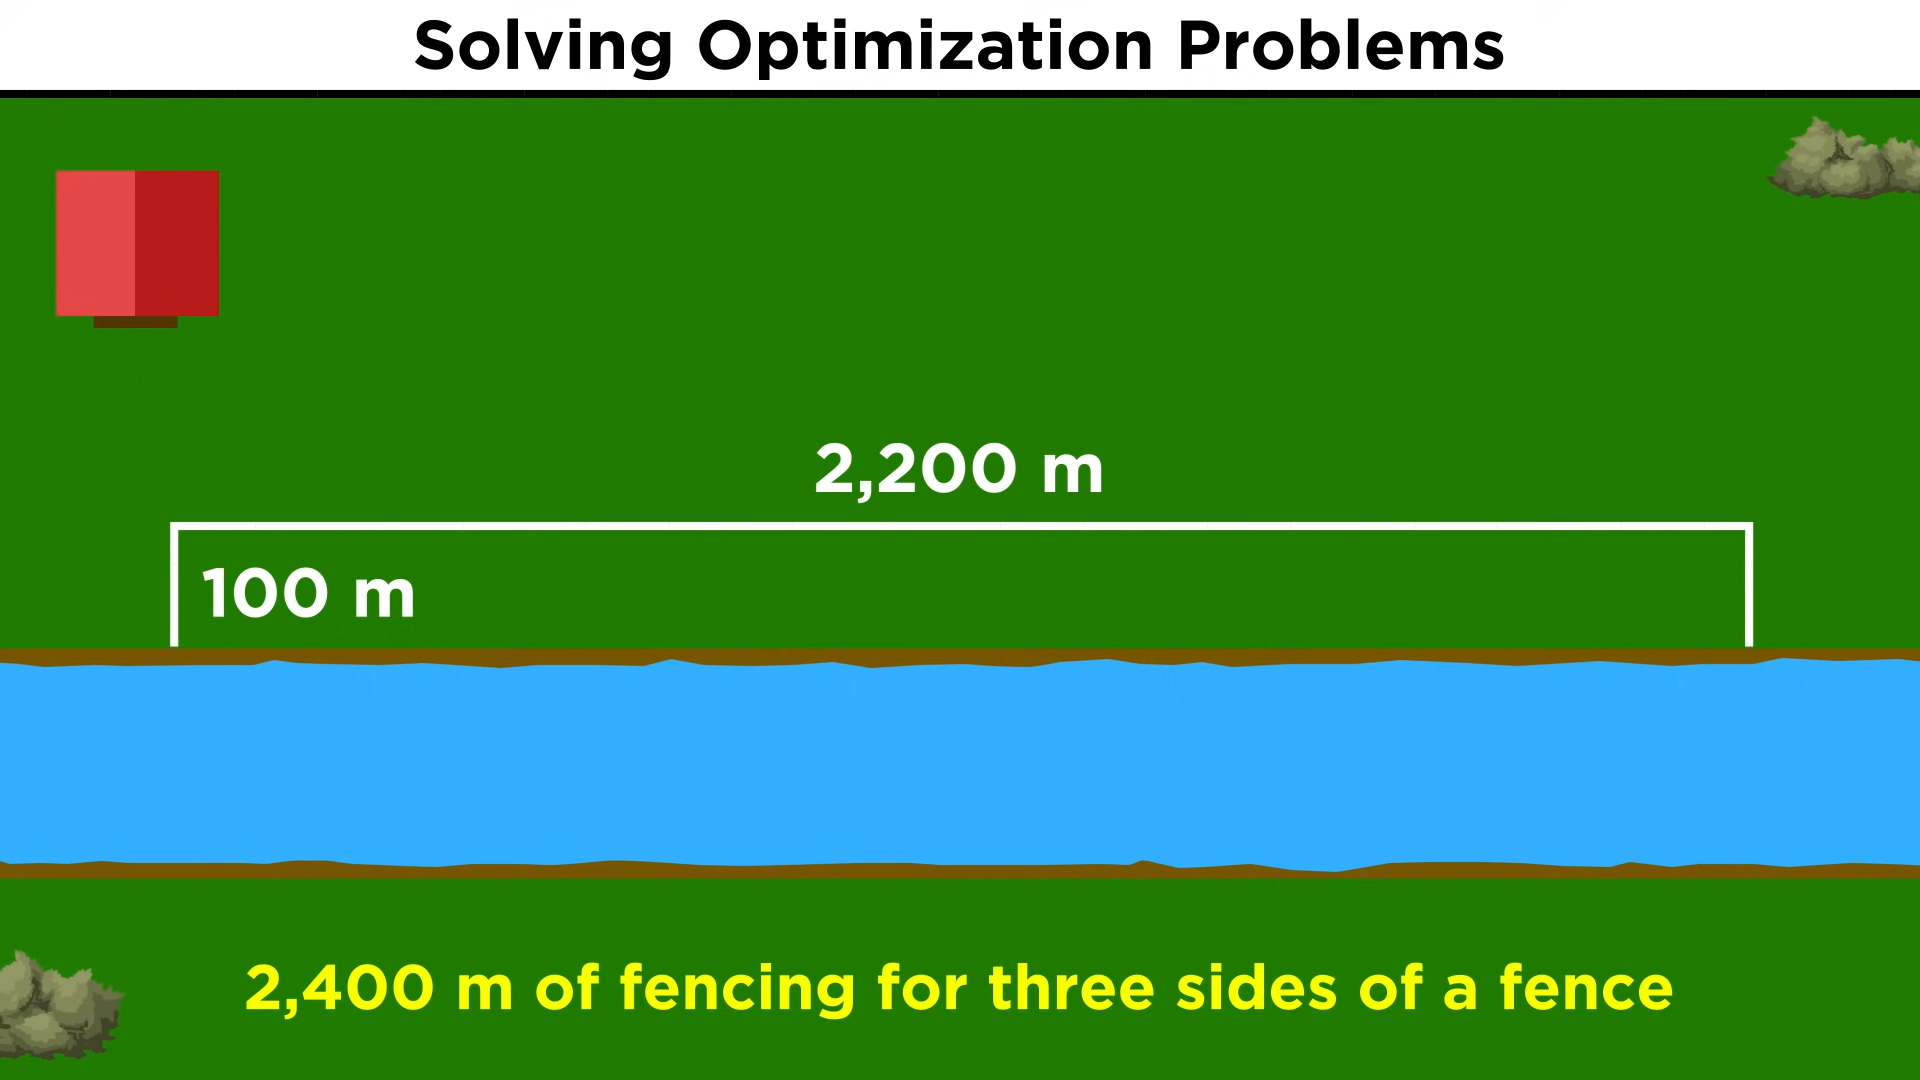 Solving Optimization Problems
2,200 m
100 m
2,400 m of fencing for three sides of a fence